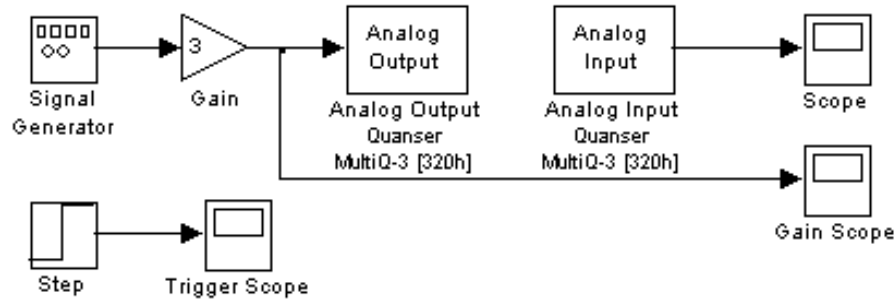 3
Analog
Output
Analog
Input
Signal
Generator
Gain
Analog Output
Quanser
MultiQ-3 [320h]
Analog Input
Quanser
MultiQ-3 [320h]
Scope
Gain Scope
Step
Trigger Scope